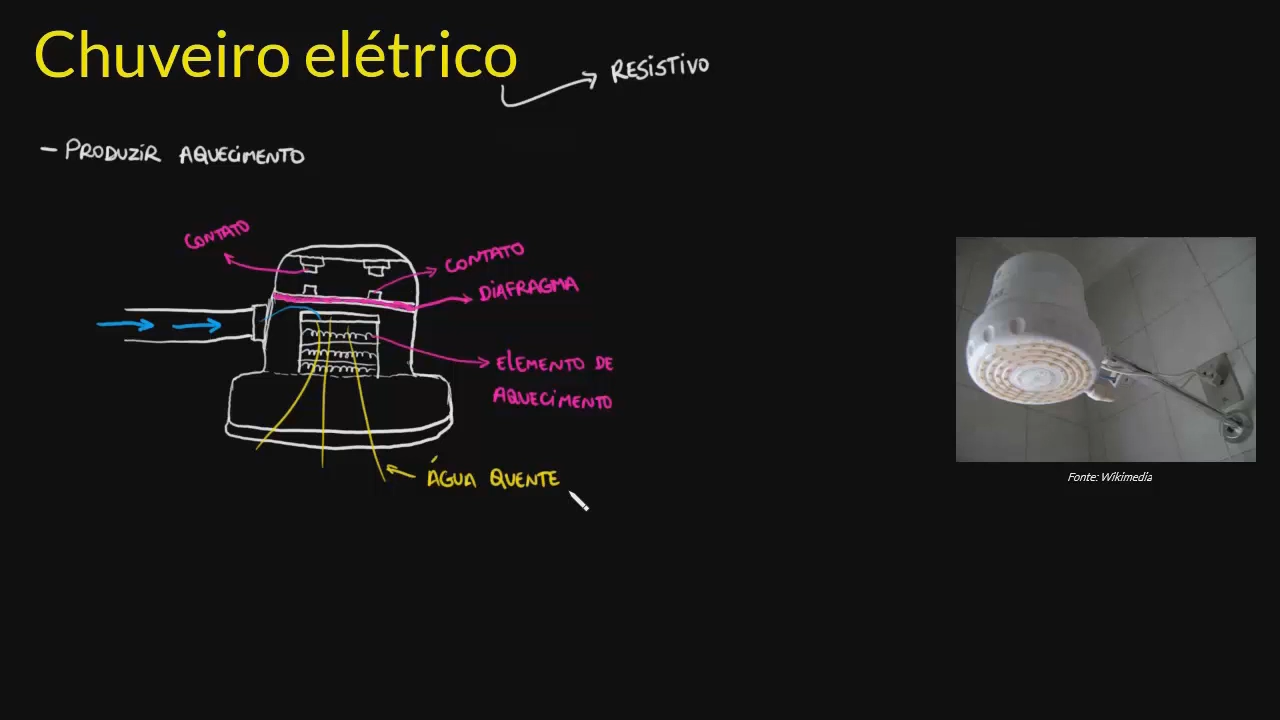 Chuveiro elétrico
RESISTIVO
- PRODUZIR AQUECIMENTO
CONTATO
CONTATO
DIAFRAGMA
ELEMENTO DE
AQUECIMENTO
ÁGUA QUENTE
Fonte: Wikimedia